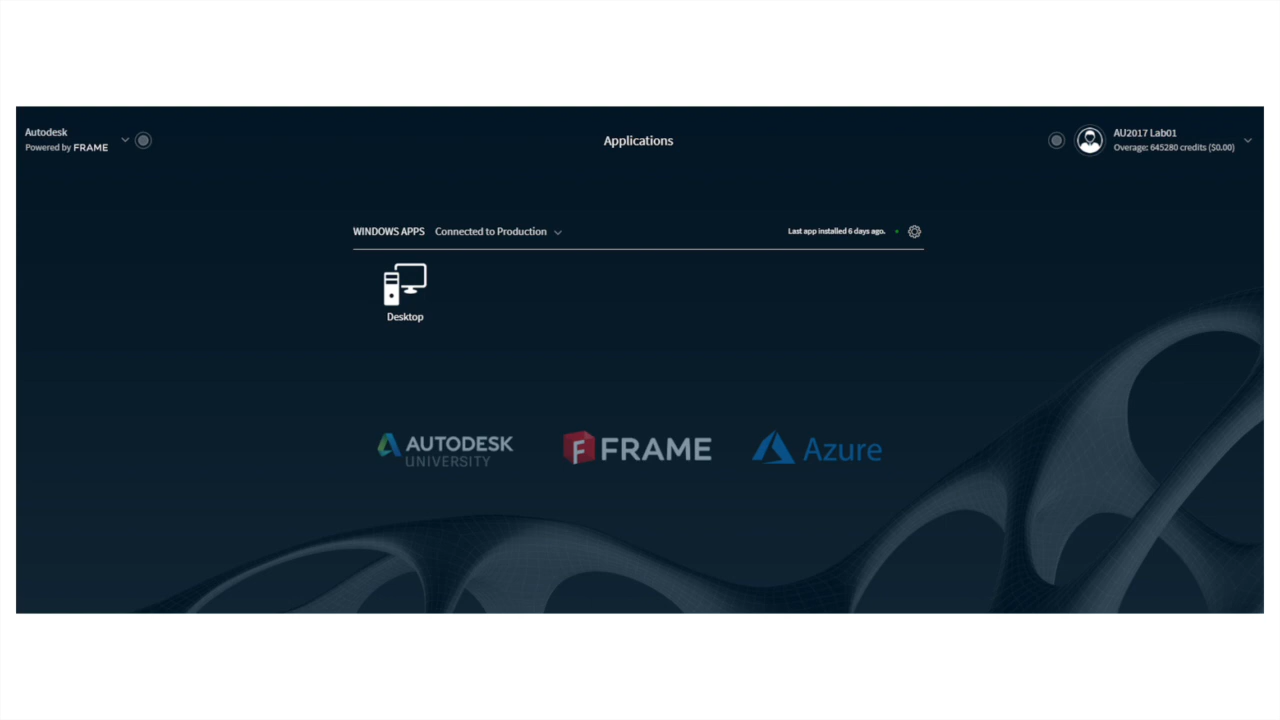 Autodesk
Powered by FRAME
Applications
AU2017 Lab01
Overage: 645280 credits ($0.00)
WINDOWS APPS Connected to Production
Last app installed 6 days ago.
Desktop
AUTODESK
UNIVERSITY
FRAME
Azure